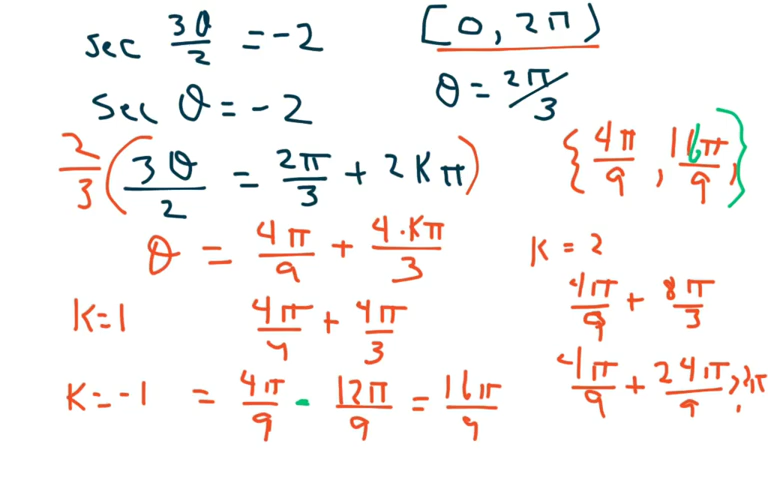 sec 3θ/2 = -2 [0, 2π)
sec θ = -2 θ = 2π/3
2/3 (3θ/2 = 2π/3 + 2Kπ) {4π/9, 16π/9,}
θ = 4π/9 + 4·Kπ/3 K = 2
K=1 4π/9 + 4π/3 4π/9 + 8π/3
K=-1 = 4π/9 - 12π/9 = 16π/9 4π/9 + 24π/9 > 2π